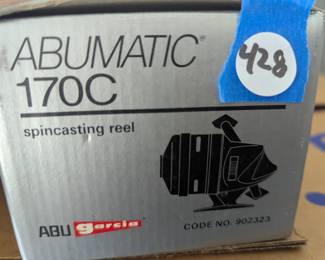 ABUMATIC®
170C
spincasting reel
428
ABU garcia
CODE NO. 902323